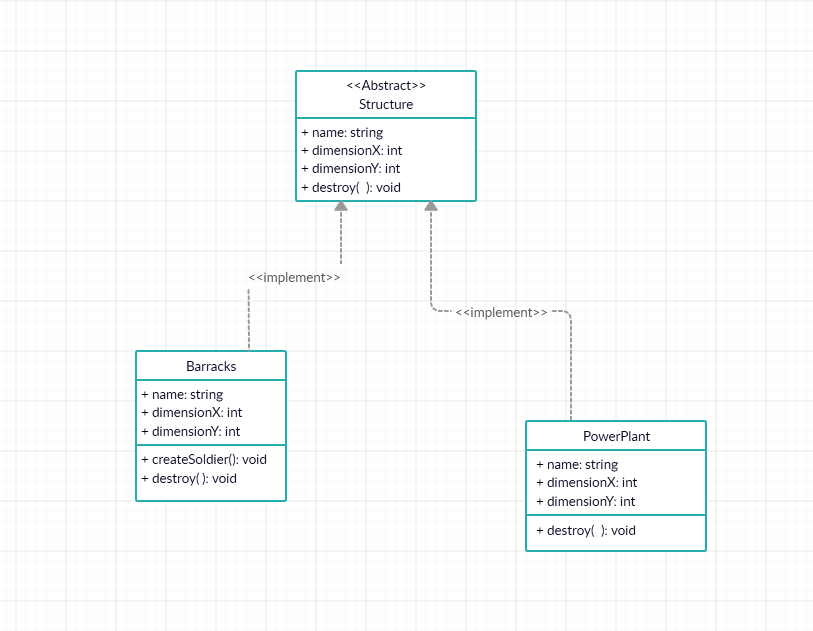 <<Abstract>>
Structure
+ name: string
+ dimensionX: int
+ dimensionY: int
+ destroy(  ): void
<<implement>>
<<implement>>
Barracks
+ name: string
+ dimensionX: int
+ dimensionY: int
+ createSoldier(): void
+ destroy( ): void
PowerPlant
+ name: string
+ dimensionX: int
+ dimensionY: int
+ destroy(  ): void